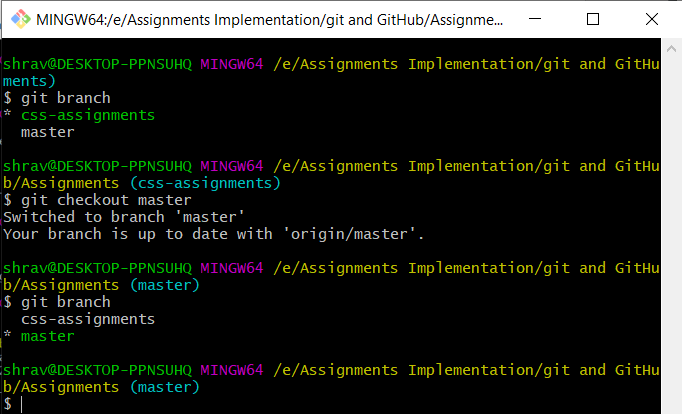 MINGW64:/e/Assignments Implementation/git and GitHub/Assignme...
shrav@DESKTOP-PPNSUHQ MINGW64 /e/Assignments Implementation/git and GitHu
ments)
$ git branch
* css-assignments
  master
shrav@DESKTOP-PPNSUHQ MINGW64 /e/Assignments Implementation/git and GitHu
b/Assignments (css-assignments)
$ git checkout master
Switched to branch 'master'
Your branch is up to date with 'origin/master'.
shrav@DESKTOP-PPNSUHQ MINGW64 /e/Assignments Implementation/git and GitHu
b/Assignments (master)
$ git branch
  css-assignments
* master
shrav@DESKTOP-PPNSUHQ MINGW64 /e/Assignments Implementation/git and GitHu
b/Assignments (master)
$